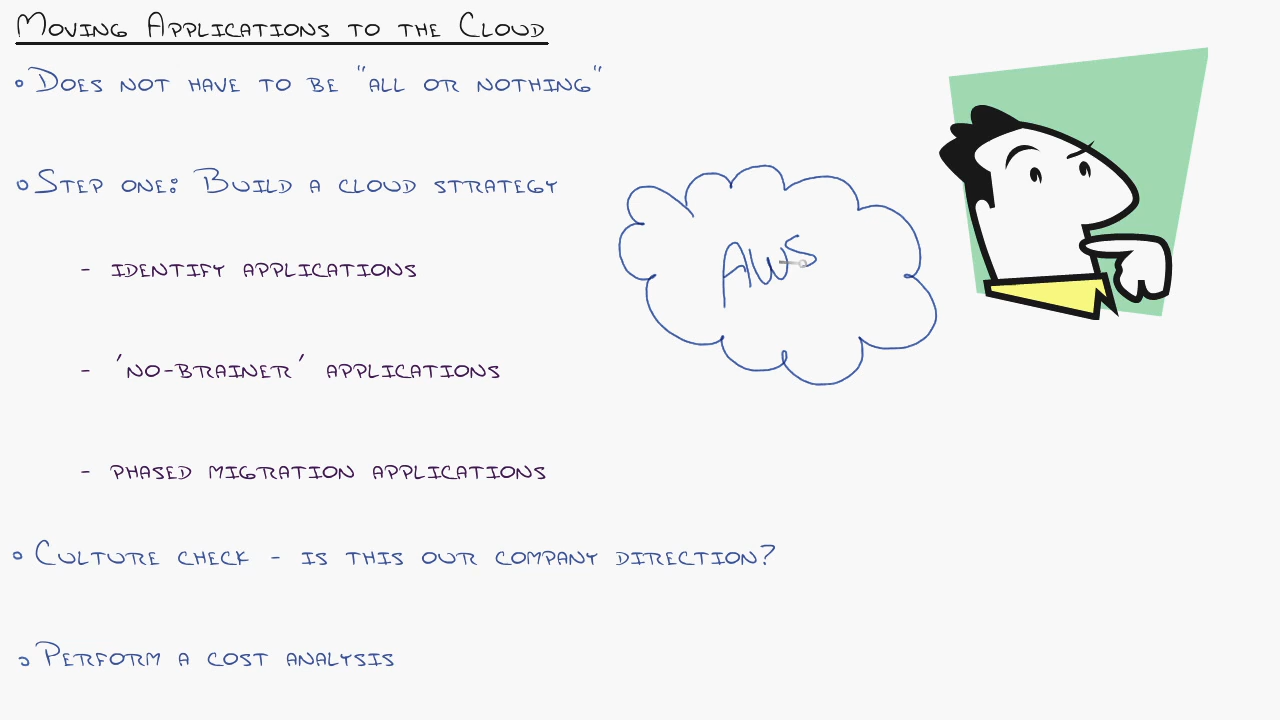 Moving Applications to the Cloud
Does not have to be "all or nothing"
Step one: Build a cloud strategy
- identify applications
- 'no-brainer' applications
- phased migration applications
Culture check - is this our company direction?
Perform a cost analysis
AWS